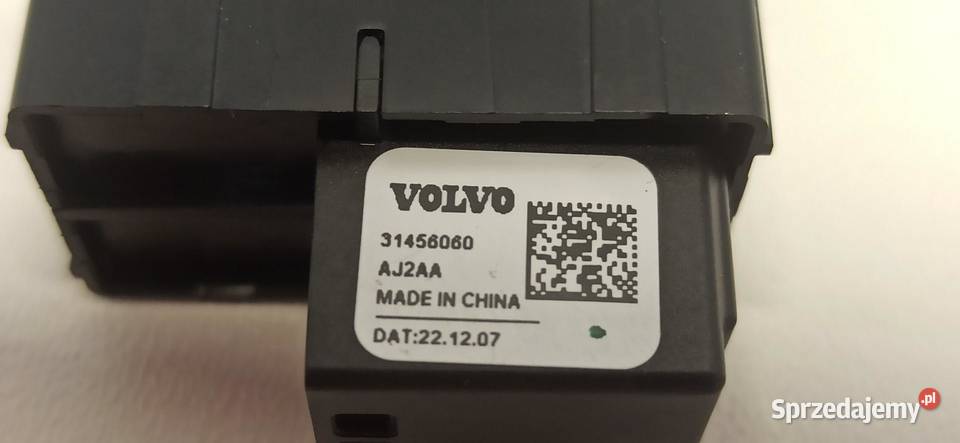 VOLVO
31456060
AJ2AA
MADE IN CHINA
DAT:22.12.07
Sprzedajemy.pl